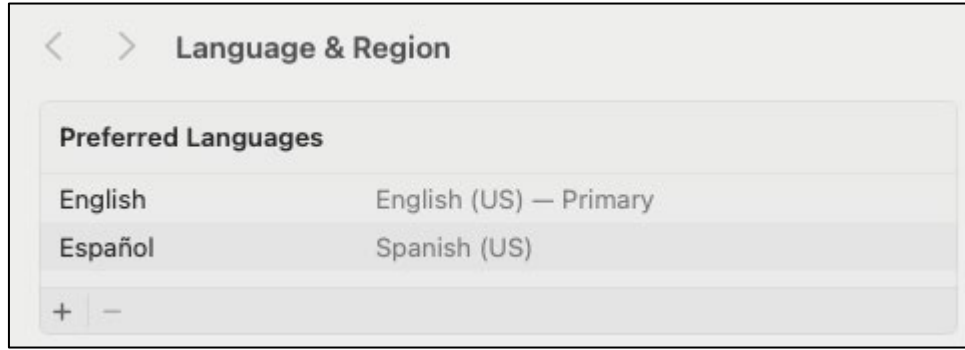 Language & Region
Preferred Languages
English English (US) — Primary
Español Spanish (US)
+ −